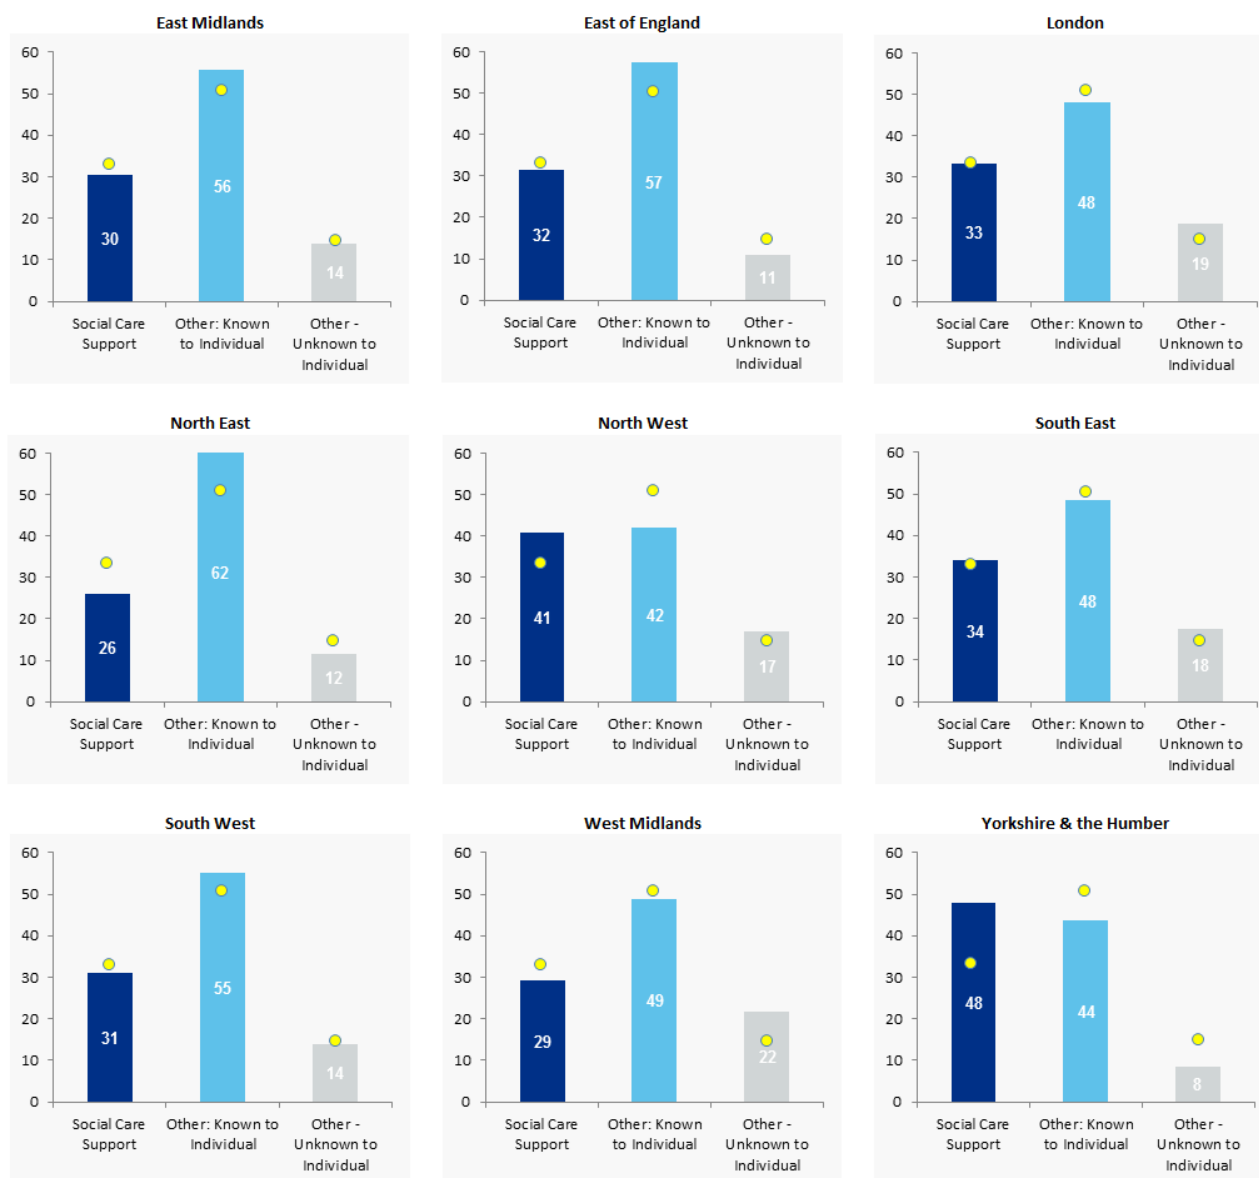 East Midlands
60
50
40
30
20
10
0
30
56
14
Social Care
Support
Other: Known
to Individual
Other -
Unknown to
Individual
East of England
60
50
40
30
20
10
0
32
57
11
Social Care
Support
Other: Known to
Individual
Other -
Unknown to
Individual
London
60
50
40
30
20
10
0
33
48
19
Social Care
Support
Other: Known to
Individual
Other -
Unknown to
Individual
North East
60
50
40
30
20
10
0
26
62
12
Social Care
Support
Other: Known to
Individual
Other -
Unknown to
Individual
North West
60
50
40
30
20
10
0
41
42
17
Social Care
Support
Other: Known
to Individual
Other -
Unknown to
Individual
South East
60
50
40
30
20
10
0
34
48
18
Social Care
Support
Other: Known to
Individual
Other -
Unknown to
Individual
South West
60
50
40
30
20
10
0
31
55
14
Social Care
Support
Other: Known to
Individual
Other -
Unknown to
Individual
West Midlands
60
50
40
30
20
10
0
29
49
22
Social Care
Support
Other: Known
to Individual
Other -
Unknown to
Individual
Yorkshire & the Humber
60
50
40
30
20
10
0
48
44
8
Social Care
Support
Other: Known
to Individual
Other -
Unknown to
Individual